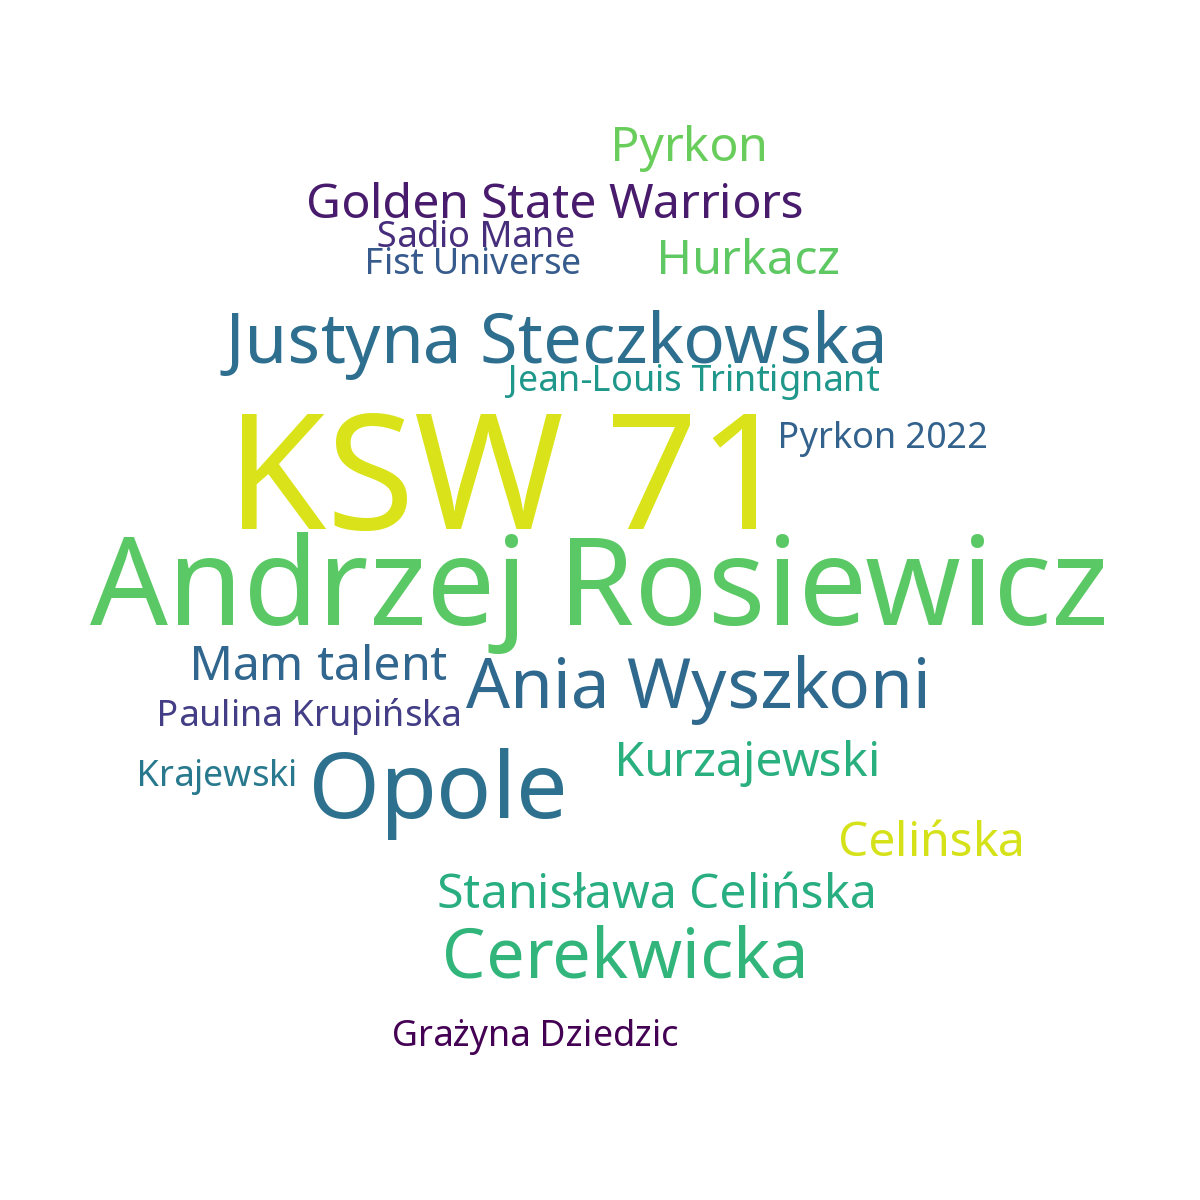 Pyrkon
Golden State Warriors
Sadio Mane
Fist Universe
Hurkacz
Justyna Steczkowska
Jean-Louis Trintignant
KSW 71
Pyrkon 2022
Andrzej Rosiewicz
Mam talent
Ania Wyszkoni
Paulina Krupińska
Kurzajewski
Krajewski
Opole
Celińska
Stanisława Celińska
Cerekwicka
Grażyna Dziedzic